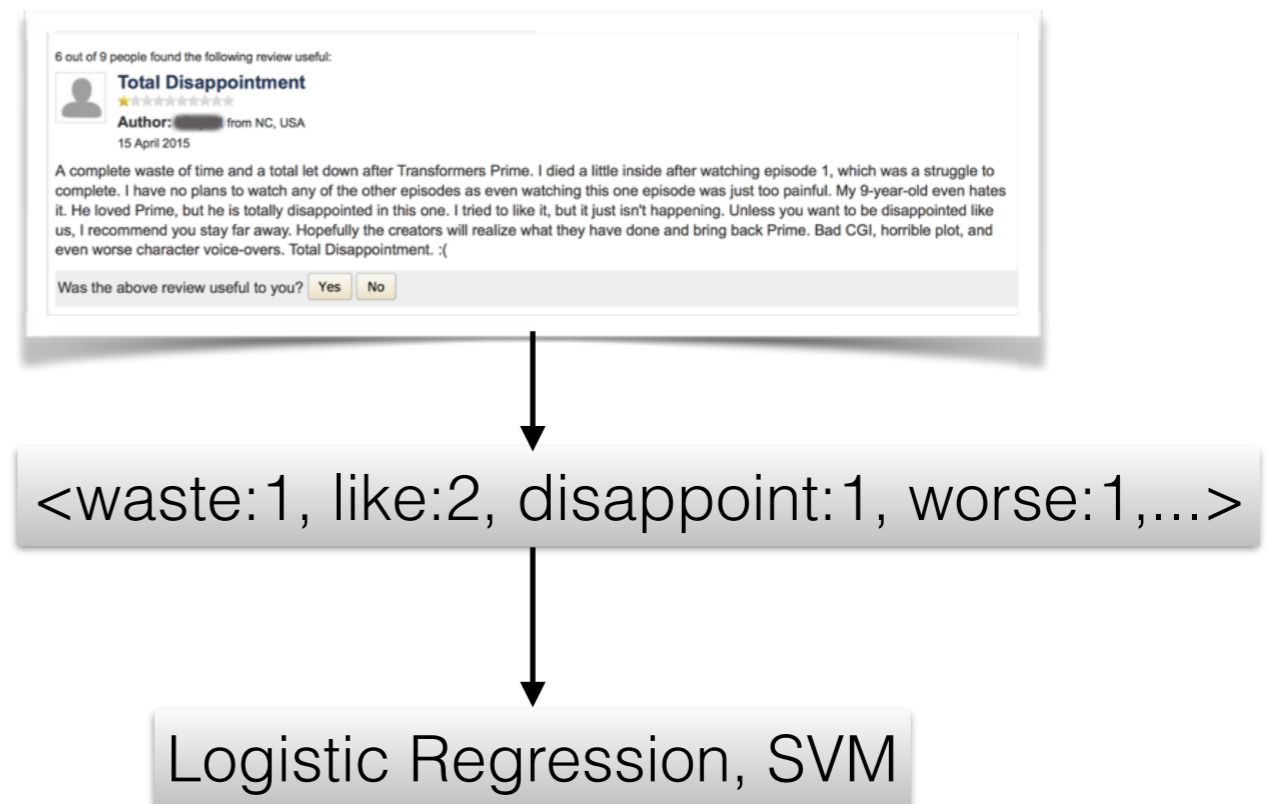 6 out of 9 people found the following review useful:
Total Disappointment
Author: from NC, USA
15 April 2015
A complete waste of time and a total let down after Transformers Prime. I died a little inside after watching episode 1, which was a struggle to
complete. I have no plans to watch any of the other episodes as even watching this one episode was just too painful. My 9-year-old even hates
it. He loved Prime, but he is totally disappointed in this one. I tried to like it, but it just isn't happening. Unless you want to be disappointed like
us, I recommend you stay far away. Hopefully the creators will realize what they have done and bring back Prime. Bad CGI, horrible plot, and
even worse character voice-overs. Total Disappointment. :(
Was the above review useful to you? Yes No
<waste:1, like:2, disappoint:1, worse:1,...>
Logistic Regression, SVM